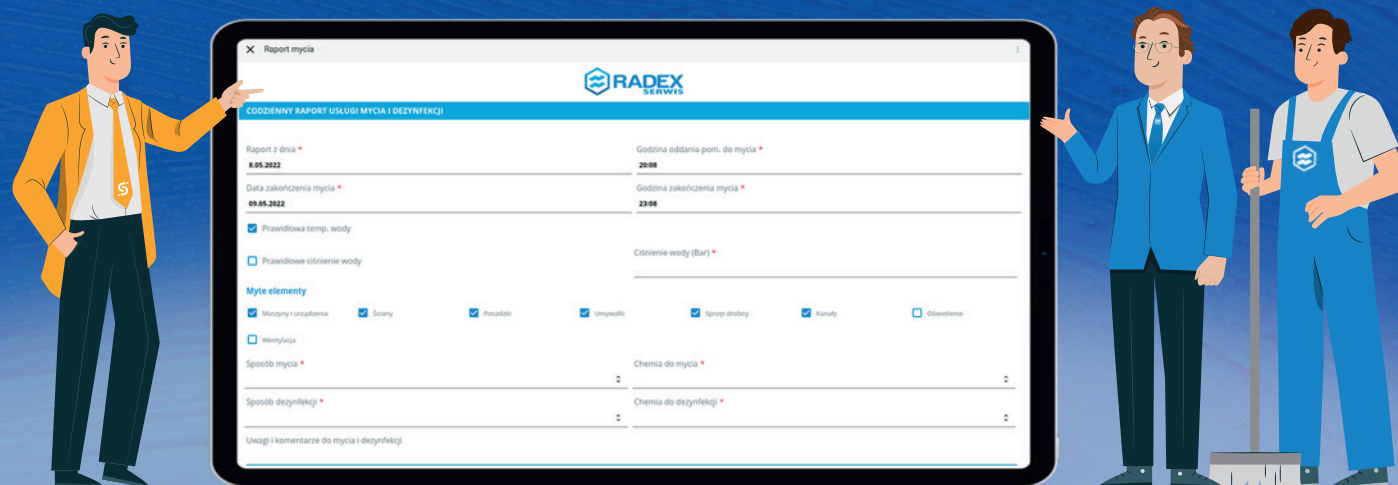 Raport mycia
RADEX
SERWIS
CODZIENNY RAPORT USŁUGI MYCIA I DEZYNFEKCJI
Raport z dnia *
Godzina oddania pom. do mycia *
8.05.2022
20:08
Data zakończenia mycia *
Godzina zakończenia mycia *
09.05.2022
23:08
Prawidłowa temp. wody
Prawidłowe ciśnienie wody
Ciśnienie wody (Bar) *
Myte elementy
Maszyny i urządzenia Ściany Posadzki Umywalki Sprzęt drobny Kanały Oświetlenie
Wentylacja
Sposób mycia *
Chemia do mycia *
Sposób dezynfekcji *
Chemia do dezynfekcji *
Uwagi i komentarze do mycia i dezynfekcji